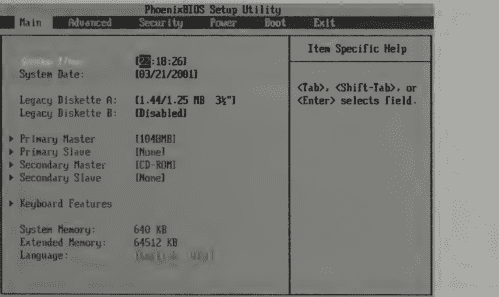 PhoenixBIOS Setup Utility
Main Advanced Security Power Boot Exit
Item Specific Help
:18:26]
System Date: [03/21/2001]
<Tab>, <Shift-Tab>, or
<Enter> selects field.
Legacy Diskette A: [1.44/1.25 MB 3½"]
Legacy Diskette B: [Disabled]
Primary Master [1048MB]
Primary Slave [None]
Secondary Master [CD-ROM]
Secondary Slave [None]
Keyboard Features
System Memory: 640 KB
Extended Memory: 64512 KB
Language: